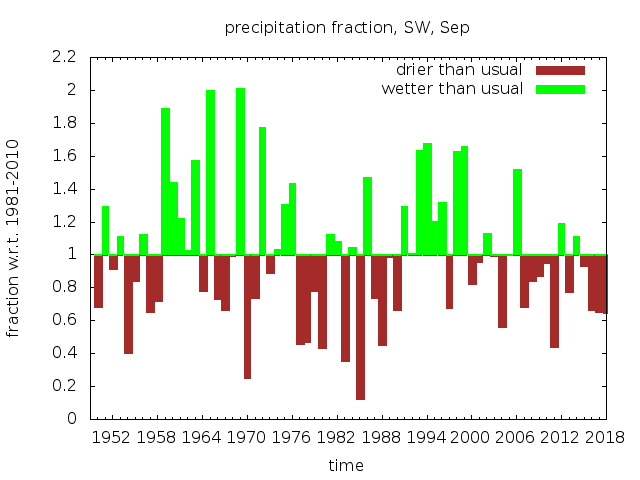 precipitation fraction, SW, Sep
drier than usual
wetter than usual
fraction w.r.t. 1981-2010
2.2
2
1.8
1.6
1.4
1.2
1
0.8
0.6
0.4
0.2
0
1952 1958 1964 1970 1976 1982 1988 1994 2000 2006 2012 2018
time